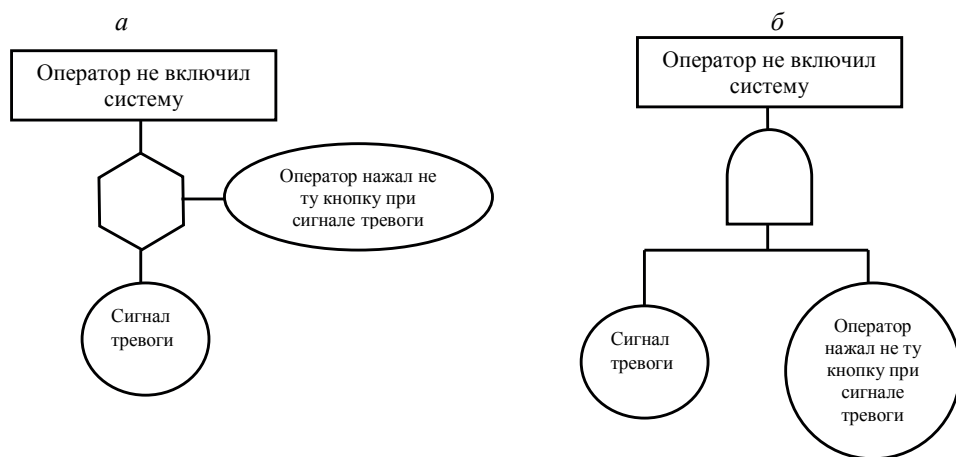 а
Оператор не включил
систему
Оператор нажал не
ту кнопку при
сигнале тревоги
Сигнал
тревоги
б
Оператор не включил
систему
Сигнал
тревоги
Оператор
нажал не ту
кнопку при
сигнале
тревоги